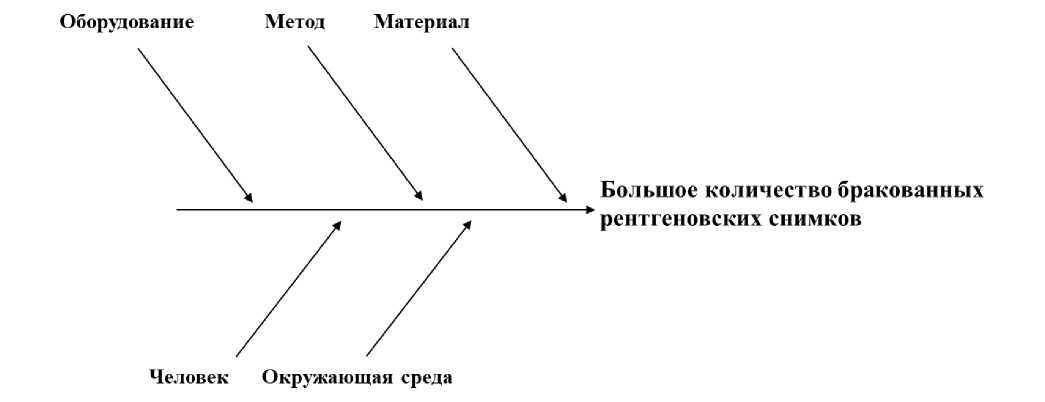 Оборудование
Метод
Материал
Большое количество бракованных
рентгеновских снимков
Человек
Окружающая среда